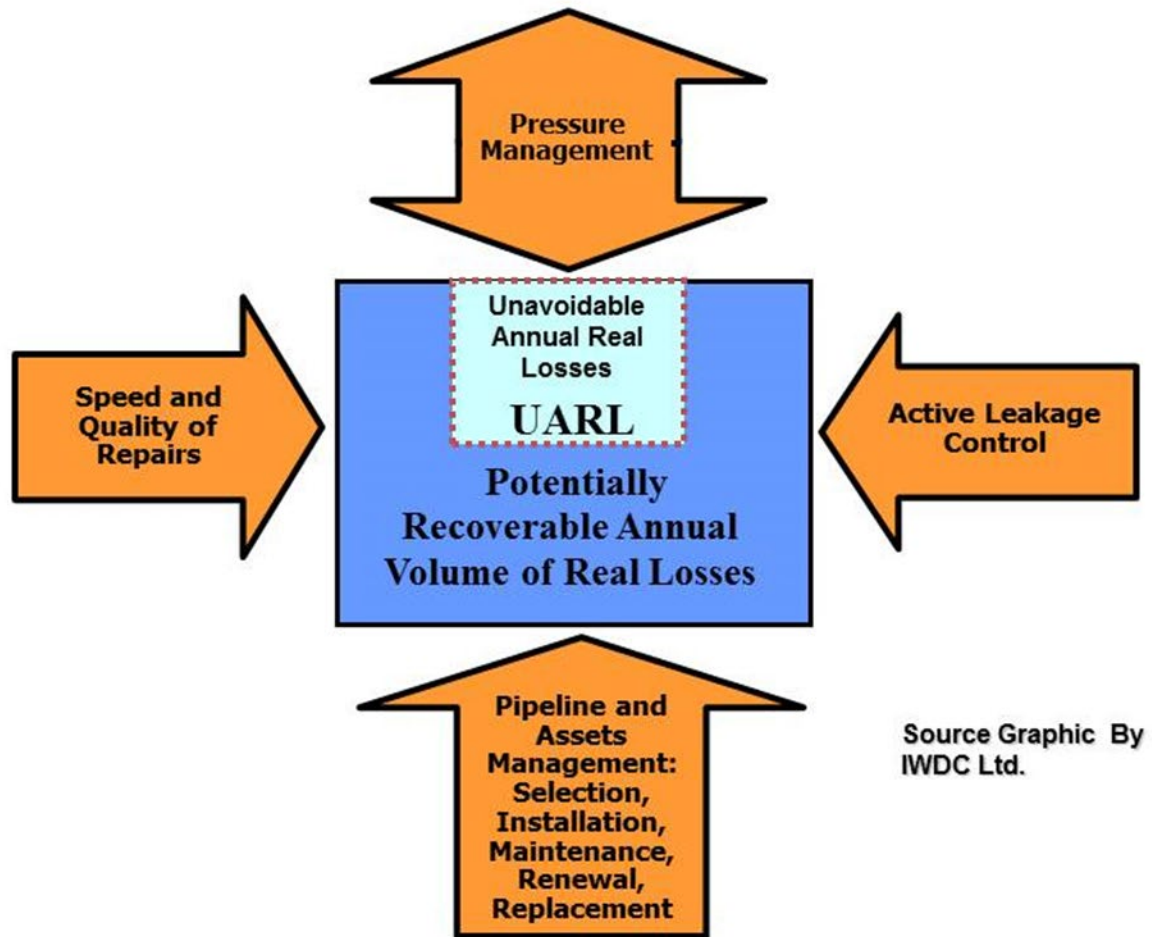 Pressure
Management
Unavoidable
Annual Real
Losses
UARL
Potentially
Recoverable Annual
Volume of Real Losses
Speed and
Quality of
Repairs
Active Leakage
Control
Pipeline and
Assets
Management:
Selection,
Installation,
Maintenance,
Renewal,
Replacement
Source Graphic By
IWDC Ltd.